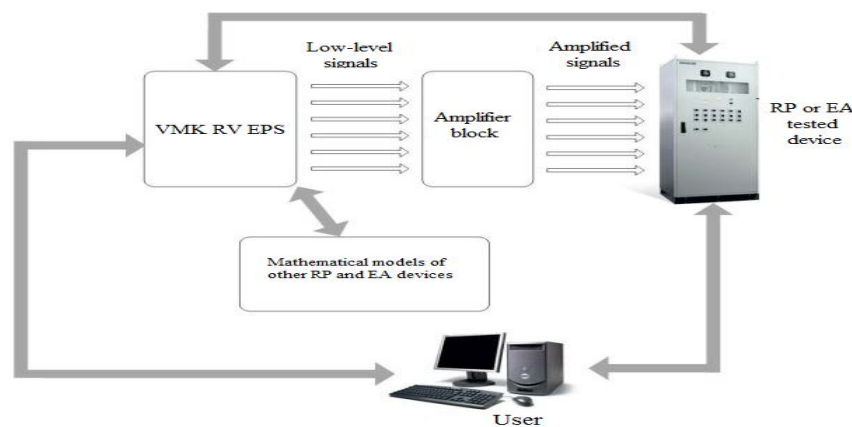 Low-level
signals
Amplified
signals
VMK RV EPS
Amplifier
block
RP or EA
tested
device
Mathematical models of
other RP and EA devices
User